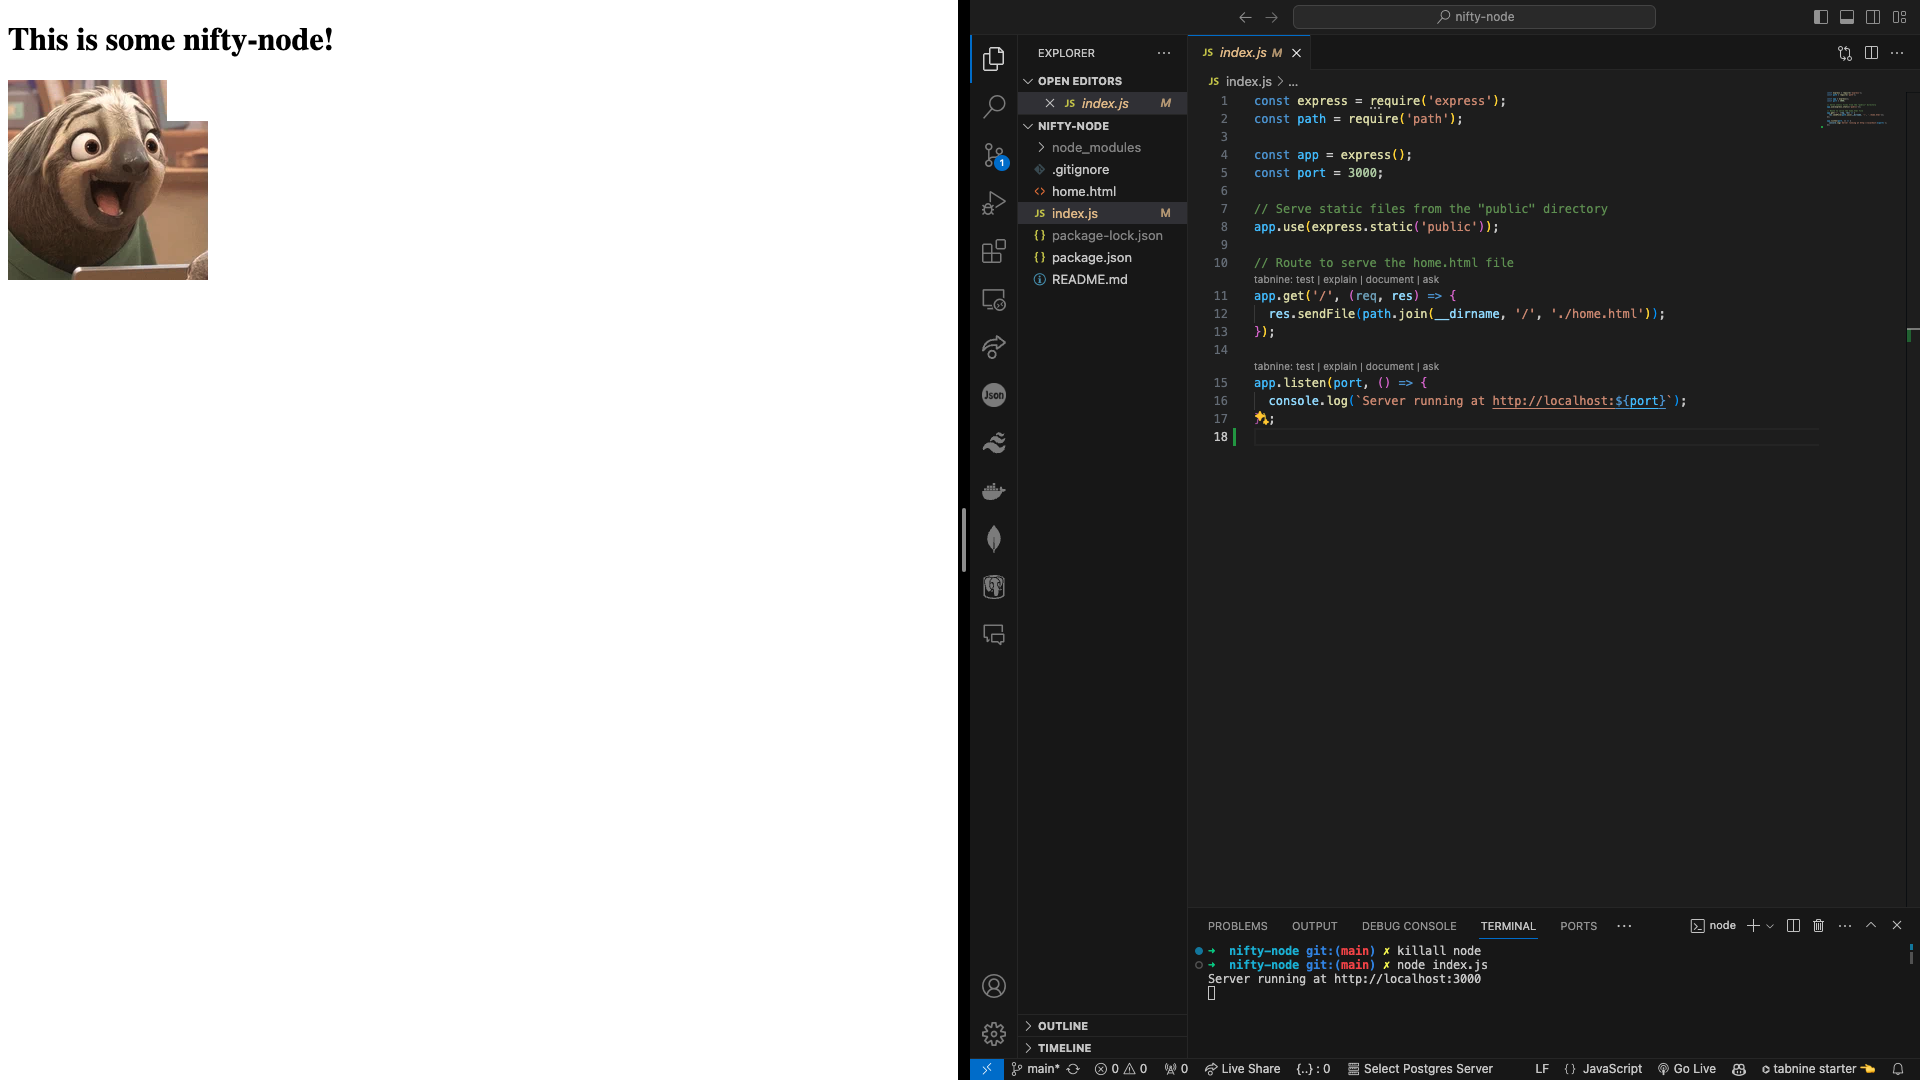 This is some nifty-node!
nifty-node
EXPLORER
OPEN EDITORS
JS index.js M
NIFTY-NODE
node_modules
.gitignore
<> home.html
JS index.js M
{} package-lock.json
{} package.json
README.md
OUTLINE
TIMELINE
1
Json
JS index.js M
JS index.js > ...
1 const express = require('express');
2 const path = require('path');
3
4 const app = express();
5 const port = 3000;
6
7 // Serve static files from the "public" directory
8 app.use(express.static('public'));
9
10 // Route to serve the home.html file
tabnine: test | explain | document | ask
11 app.get('/', (req, res) => {
12 res.sendFile(path.join(__dirname, '/', './home.html'));
13 });
14
tabnine: test | explain | document | ask
15 app.listen(port, () => {
16 console.log(`Server running at http://localhost:${port}`);
17 ;
18
PROBLEMS OUTPUT DEBUG CONSOLE TERMINAL PORTS ... node
➜ nifty-node git:(main) ✗ killall node
➜ nifty-node git:(main) ✗ node index.js
Server running at http://localhost:3000
main* 0 0 0 Live Share {..} : 0 Select Postgres Server LF {} JavaScript Go Live tabnine starter